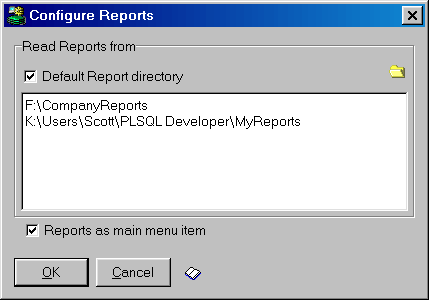 Configure Reports
Read Reports from
Default Report directory
F:\CompanyReports
K:\Users\Scott\PLSQL Developer\MyReports
Reports as main menu item
OK
Cancel